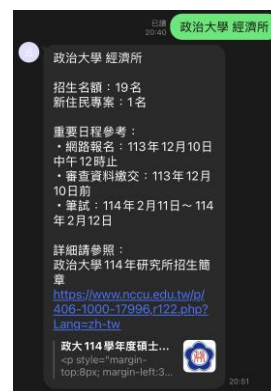 已讀
20:40
政治大學 經濟所
政治大學 經濟所
招生名額：19名
新住民專案：1名
重要日程參考：
・網路報名：113年12月10日
中午12時止
・審查資料繳交：113年12月
10日前
・筆試：114年2月11日～114
年2月12日
詳細請參照：
政治大學114年研究所招生簡
章
https://www.nccu.edu.tw/p/
406-1000-17996,r122.php?
Lang=zh-tw
政大114學年度碩士...
<p style="margin-
top:8px; margin-left:3...
20:51